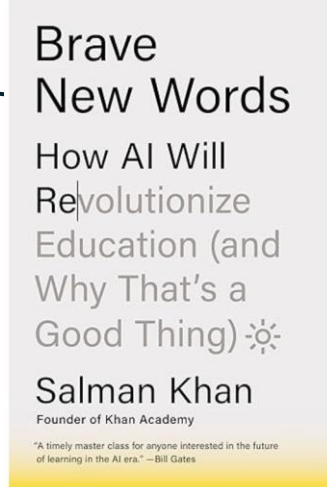 Brave
New Words
How AI Will
Revolutionize
Education (and
Why That's a
Good Thing)
Salman Khan
Founder of Khan Academy
"A timely master class for anyone interested in the future
of learning in the AI era." —Bill Gates